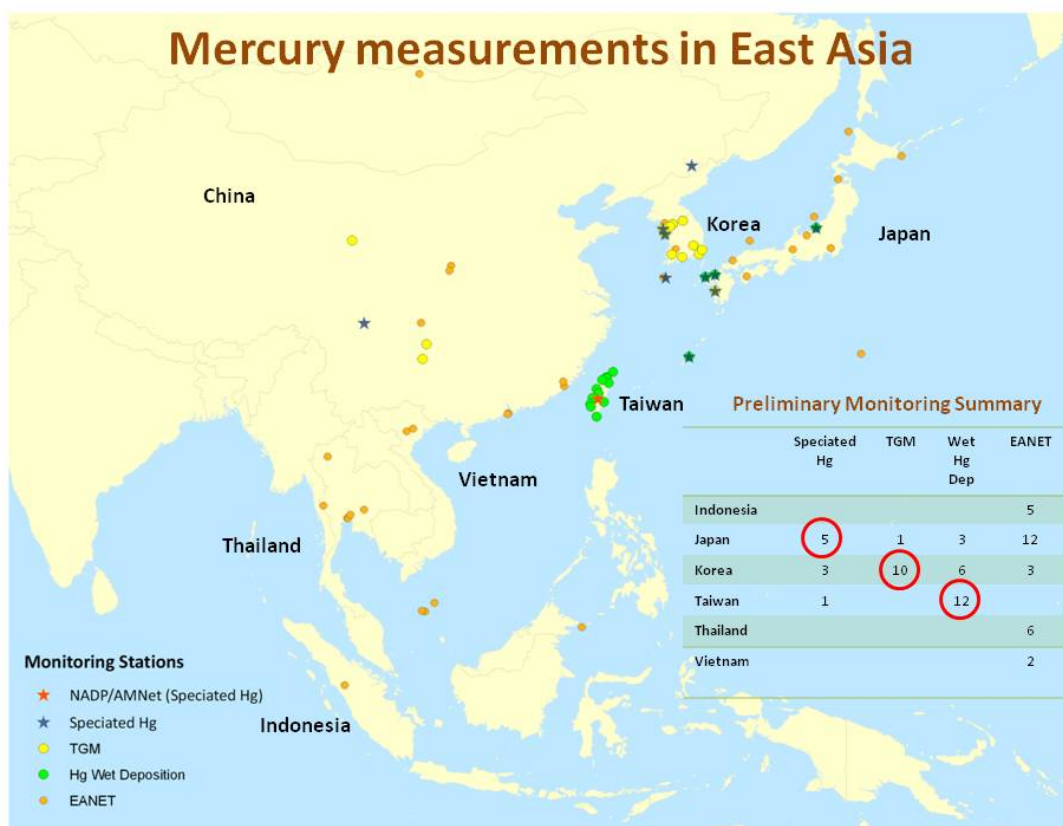 Mercury measurements in East Asia
China
Korea
Japan
Taiwan
Vietnam
Thailand
Indonesia
Preliminary Monitoring Summary
Speciated Hg TGM Wet Hg Dep EANET
Indonesia 5
Japan 5 1 3 12
Korea 3 10 6 3
Taiwan 1 12
Thailand 6
Vietnam 2
Monitoring Stations
NADP/AMNet (Speciated Hg)
Speciated Hg
TGM
Hg Wet Deposition
EANET